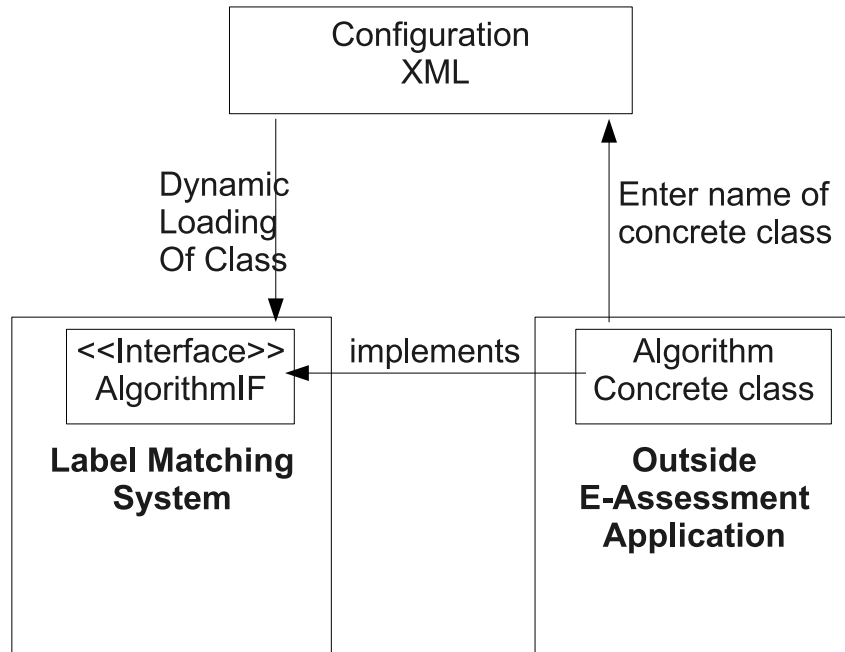 Configuration
XML
Dynamic
Loading
Of Class
Enter name of
concrete class
<<Interface>>
AlgorithmIF
implements
Algorithm
Concrete class
Label Matching
System
Outside
E-Assessment
Application